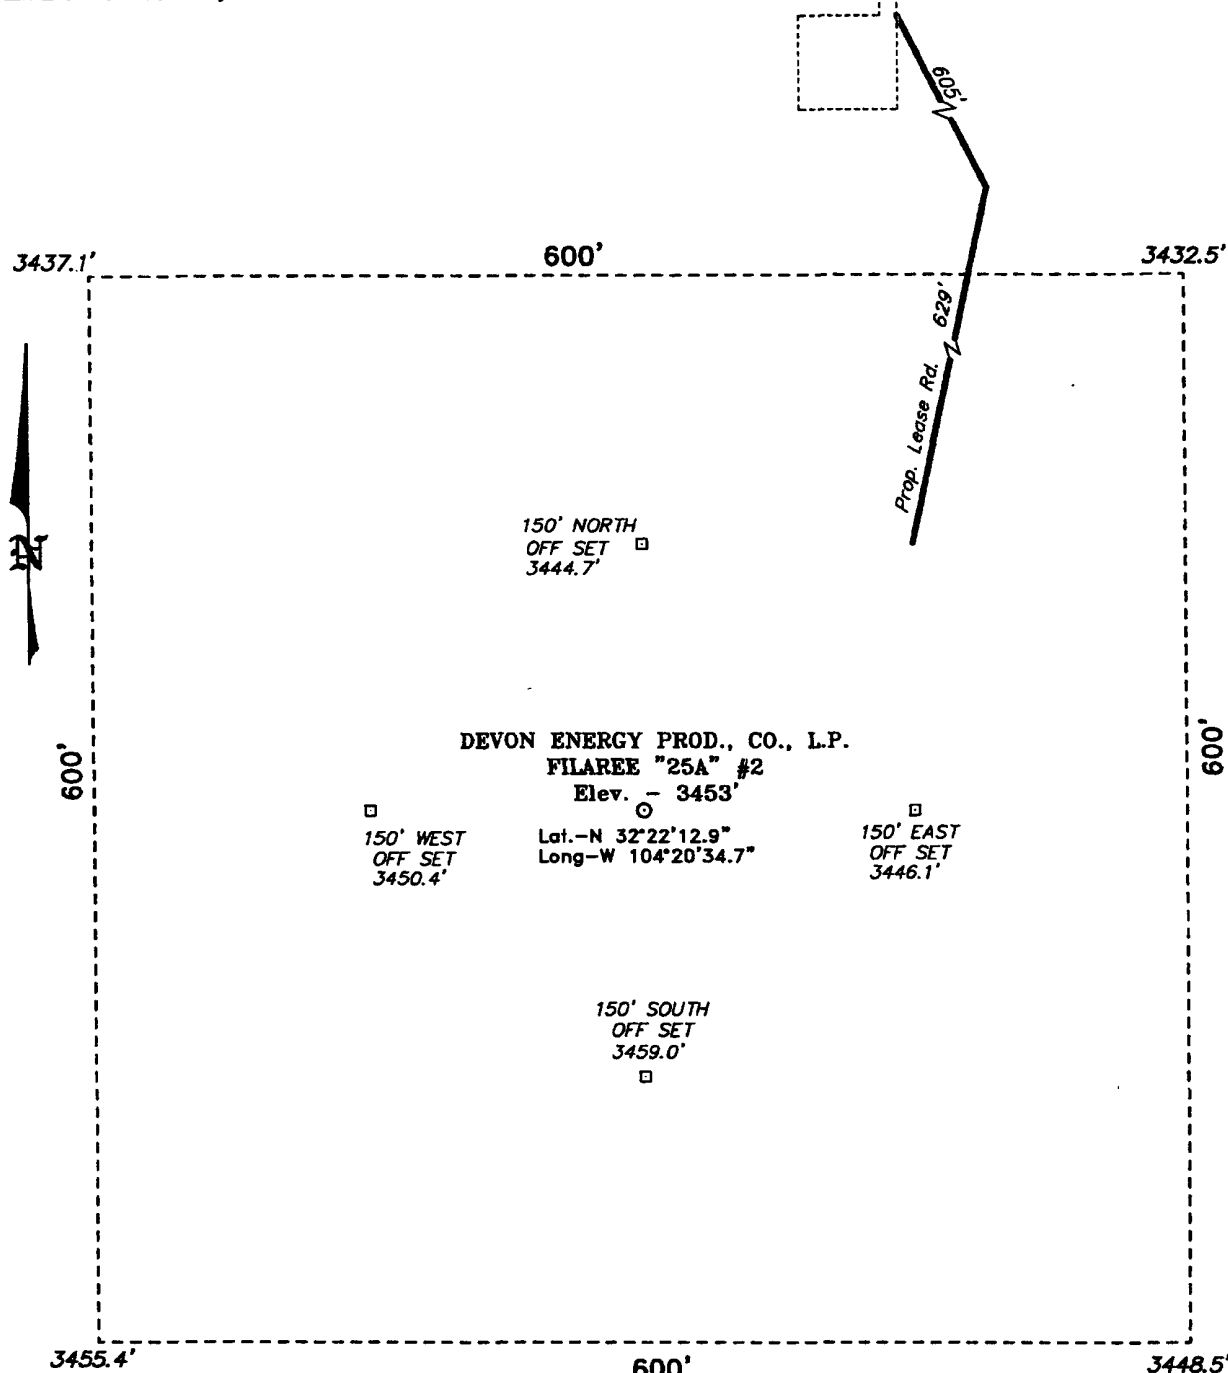 605'
3437.1'
600'
3432.5'
Prop. Lease Rd. 629'
150' NORTH
OFF SET
3444.7'
600'
DEVON ENERGY PROD., CO., L.P.
FILAREE "25A" #2
Elev. - 3453'
Lat.-N 32°22'12.9"
Long-W 104°20'34.7"
150' WEST
OFF SET
3450.4'
150' EAST
OFF SET
3446.1'
600'
150' SOUTH
OFF SET
3459.0'
3455.4'
600'
3448.5'